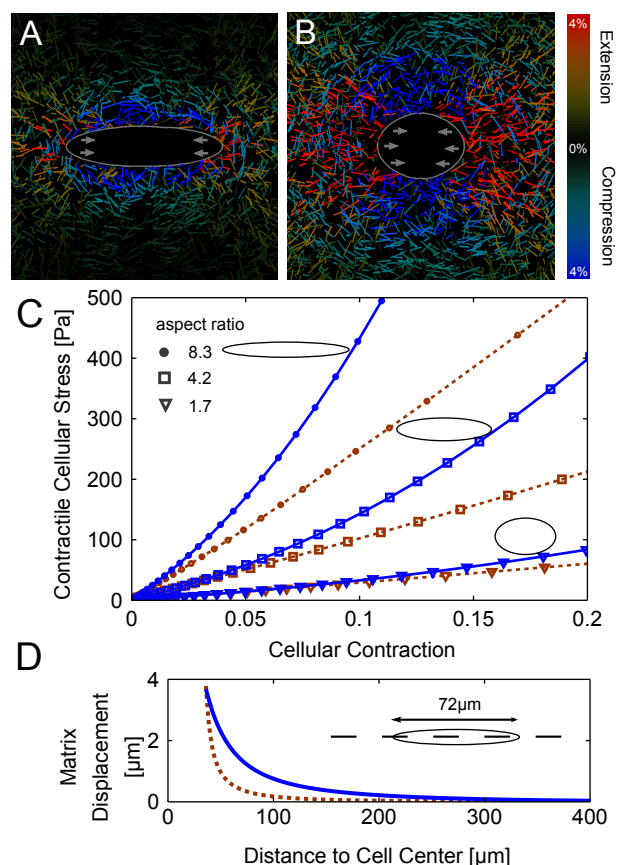 A
B
4%
Extension
0%
Compression
4%
C
Contractile Cellular Stress [Pa]
500
400
300
200
100
0
aspect ratio
8.3
4.2
1.7
0
0.05
0.1
0.15
0.2
Cellular Contraction
D
Matrix
Displacement
[µm]
4
2
0
72µm
0
100
200
300
400
Distance to Cell Center [µm]